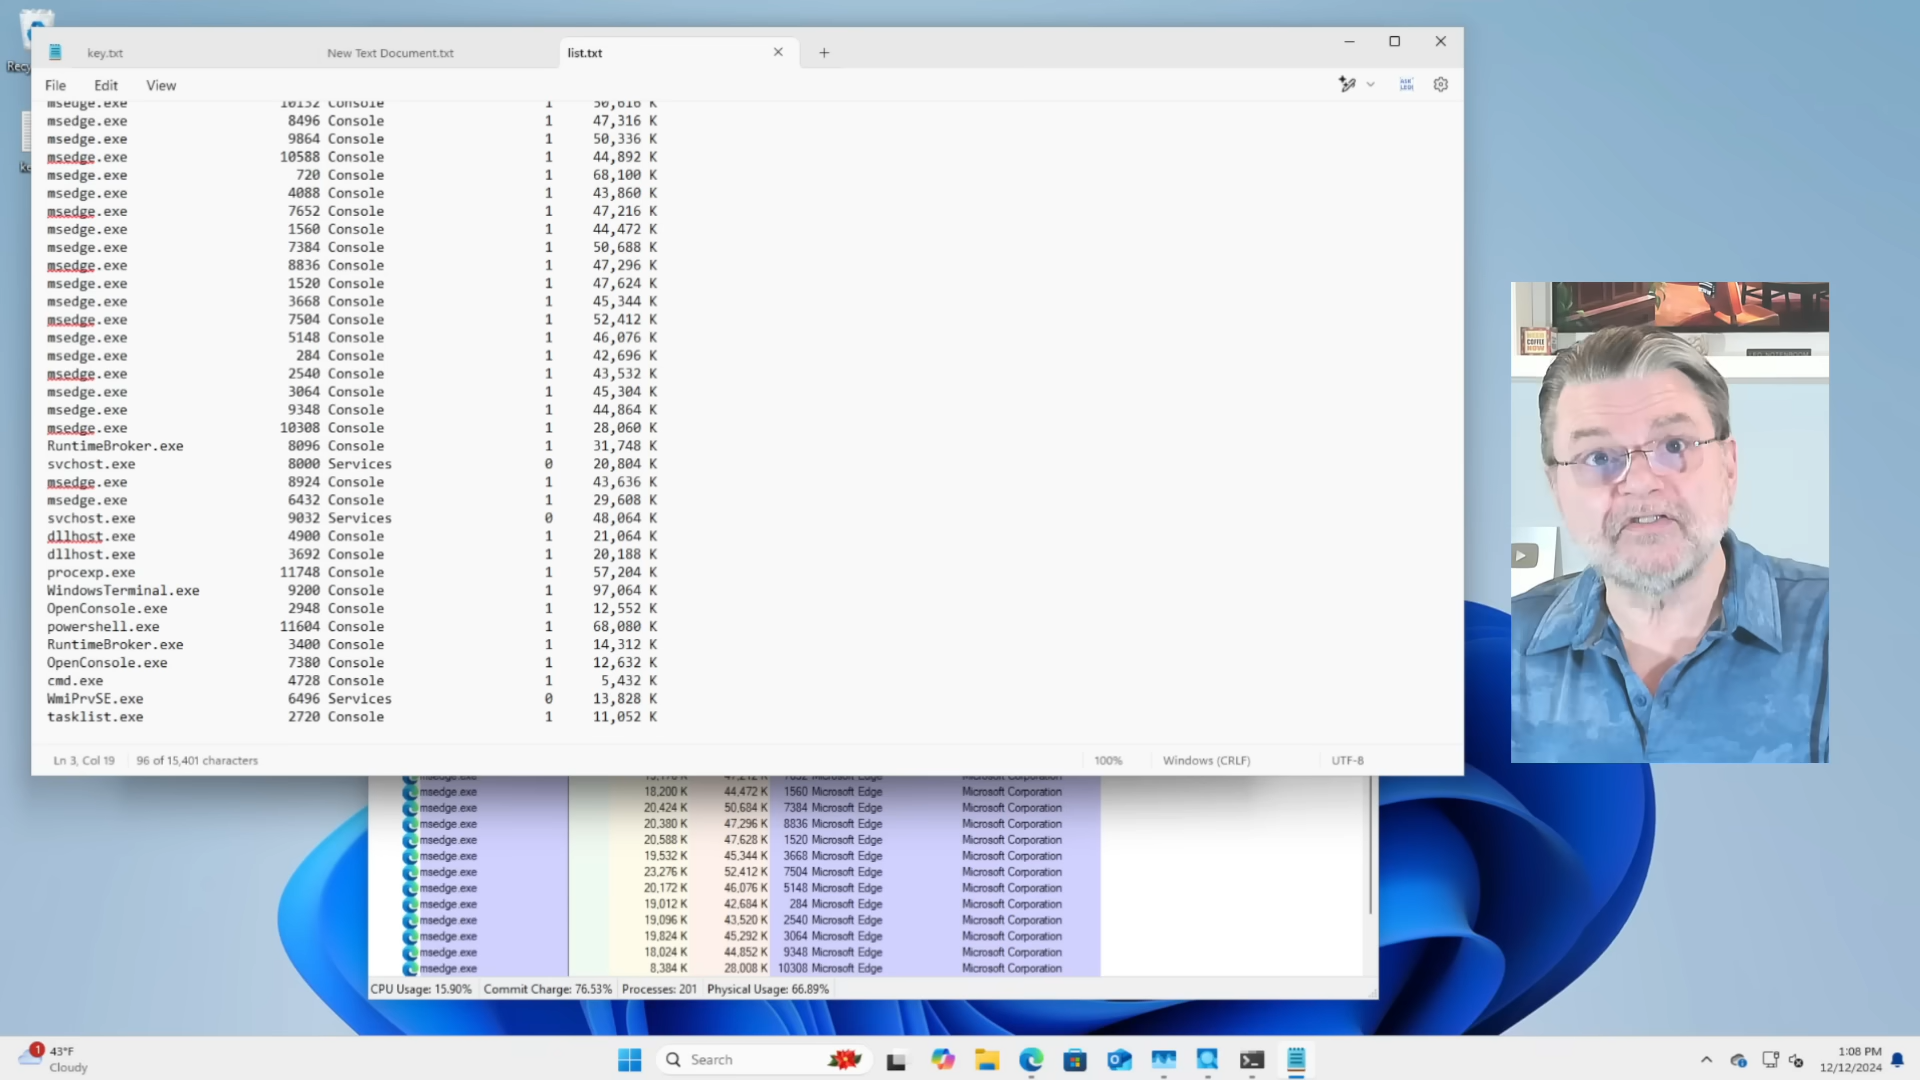 key.txt
New Text Document.txt
list.txt
File Edit View
msedge.exe 10132 Console 1 50,616 K
msedge.exe 8496 Console 1 47,316 K
msedge.exe 9864 Console 1 50,336 K
msedge.exe 10588 Console 1 44,892 K
msedge.exe 720 Console 1 68,100 K
msedge.exe 4088 Console 1 43,860 K
msedge.exe 7652 Console 1 47,216 K
msedge.exe 1560 Console 1 44,472 K
msedge.exe 7384 Console 1 50,688 K
msedge.exe 8836 Console 1 47,296 K
msedge.exe 1520 Console 1 47,624 K
msedge.exe 3668 Console 1 45,344 K
msedge.exe 7504 Console 1 52,412 K
msedge.exe 5148 Console 1 46,076 K
msedge.exe 284 Console 1 42,696 K
msedge.exe 2540 Console 1 43,532 K
msedge.exe 3064 Console 1 45,304 K
msedge.exe 9348 Console 1 44,864 K
msedge.exe 10308 Console 1 28,060 K
RuntimeBroker.exe 8096 Console 1 31,748 K
svchost.exe 8000 Services 0 20,804 K
msedge.exe 8924 Console 1 43,636 K
msedge.exe 6432 Console 1 29,608 K
svchost.exe 9032 Services 0 48,064 K
dllhost.exe 4900 Console 1 21,064 K
dllhost.exe 3692 Console 1 20,188 K
procexp.exe 11748 Console 1 57,204 K
WindowsTerminal.exe 9200 Console 1 97,064 K
OpenConsole.exe 2948 Console 1 12,552 K
powershell.exe 11604 Console 1 68,080 K
RuntimeBroker.exe 3400 Console 1 14,312 K
OpenConsole.exe 7380 Console 1 12,632 K
cmd.exe 4728 Console 1 5,432 K
WmiPrvSE.exe 6496 Services 0 13,828 K
tasklist.exe 2720 Console 1 11,052 K
Ln 3, Col 19 96 of 15,401 characters 100% Windows (CRLF) UTF-8
msedge.exe 18,200 K 44,472 K 1560 Microsoft Edge Microsoft Corporation
msedge.exe 20,424 K 50,684 K 7384 Microsoft Edge Microsoft Corporation
msedge.exe 20,380 K 47,296 K 8836 Microsoft Edge Microsoft Corporation
msedge.exe 20,588 K 47,628 K 1520 Microsoft Edge Microsoft Corporation
msedge.exe 19,532 K 45,344 K 3668 Microsoft Edge Microsoft Corporation
msedge.exe 23,276 K 52,412 K 7504 Microsoft Edge Microsoft Corporation
msedge.exe 20,172 K 46,076 K 5148 Microsoft Edge Microsoft Corporation
msedge.exe 19,012 K 42,684 K 284 Microsoft Edge Microsoft Corporation
msedge.exe 19,096 K 43,520 K 2540 Microsoft Edge Microsoft Corporation
msedge.exe 19,824 K 45,292 K 3064 Microsoft Edge Microsoft Corporation
msedge.exe 18,024 K 44,852 K 9348 Microsoft Edge Microsoft Corporation
msedge.exe 8,384 K 28,008 K 10308 Microsoft Edge Microsoft Corporation
CPU Usage: 15.90% Commit Charge: 76.53% Processes: 201 Physical Usage: 66.89%
1
43°F
Cloudy
Search
1:08 PM
12/12/2024